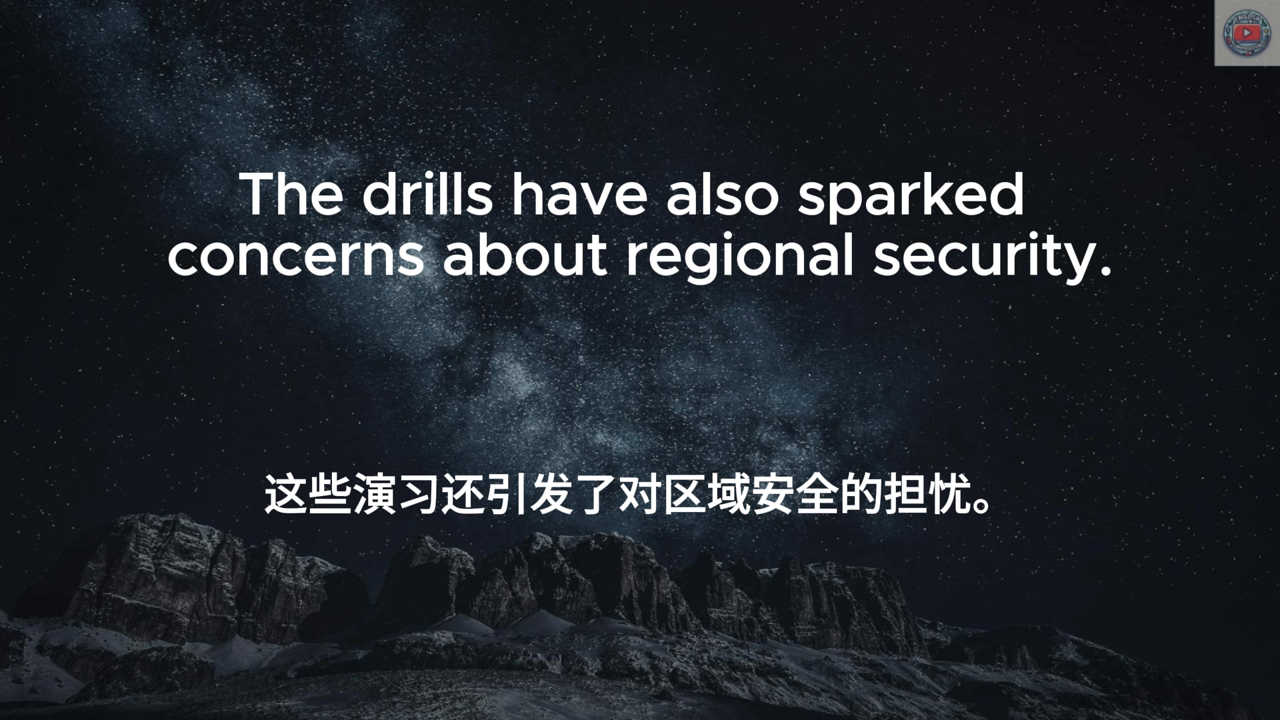 The drills have also sparked
concerns about regional security.
这些演习还引发了对区域安全的担忧。